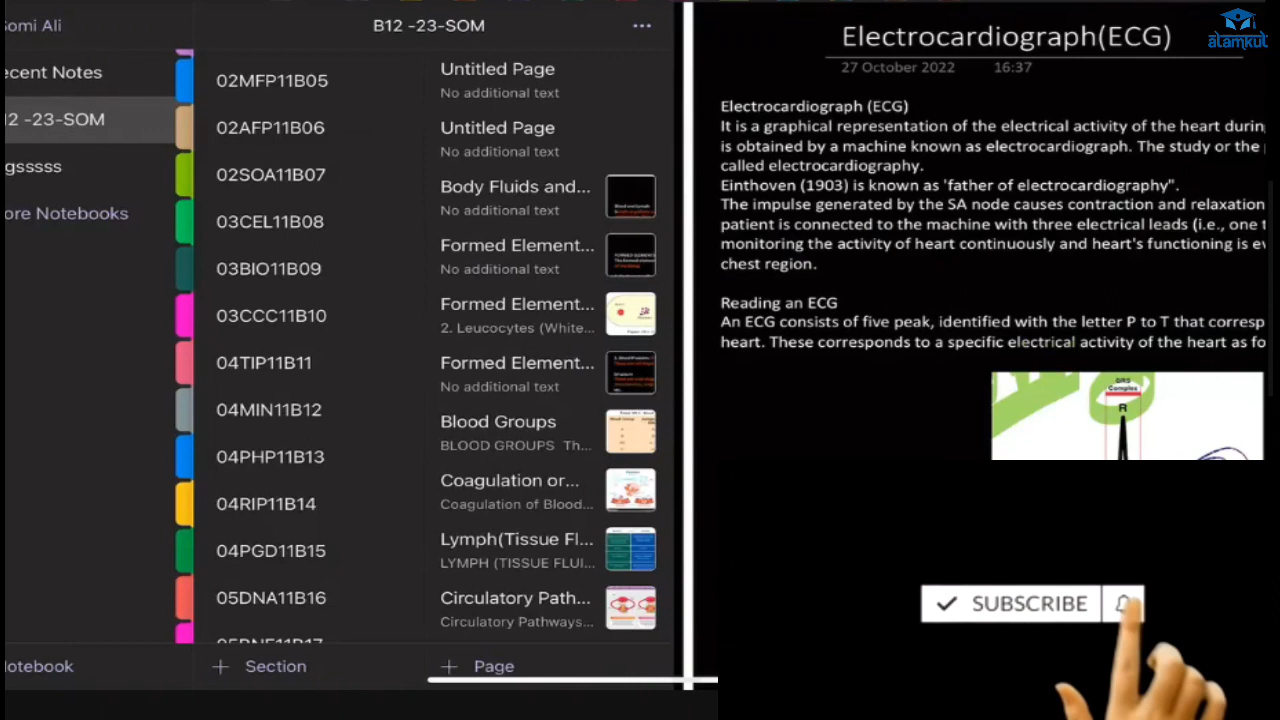 Somi Ali
ecent Notes
12 -23-SOM
gsssss
ore Notebooks
otebook
B12 -23-SOM
02MFP11B05
02AFP11B06
02SOA11B07
03CEL11B08
03BIO11B09
03CCC11B10
04TIP11B11
04MIN11B12
04PHP11B13
04RIP11B14
04PGD11B15
05DNA11B16
+ Section
Untitled Page
No additional text
Untitled Page
No additional text
Body Fluids and...
No additional text
Formed Element...
No additional text
Formed Element...
2. Leucocytes (White...
Formed Element...
No additional text
Blood Groups
BLOOD GROUPS Th...
Coagulation or...
Coagulation of Blood...
Lymph(Tissue Fl...
LYMPH (TISSUE FLUI...
Circulatory Path...
Circulatory Pathways...
+ Page
Electrocardiograph(ECG)
27 October 2022 16:37
Electrocardiograph (ECG)
It is a graphical representation of the electrical activity of the heart durin
is obtained by a machine known as electrocardiograph. The study or the
called electrocardiography.
Einthoven (1903) is known as 'father of electrocardiography".
The impulse generated by the SA node causes contraction and relaxation
patient is connected to the machine with three electrical leads (i.e., one t
monitoring the activity of heart continuously and heart's functioning is ev
chest region.
Reading an ECG
An ECG consists of five peak, identified with the letter P to T that corresp
heart. These corresponds to a specific electrical activity of the heart as fo
QRS
Complex
R
SUBSCRIBE
alamkut